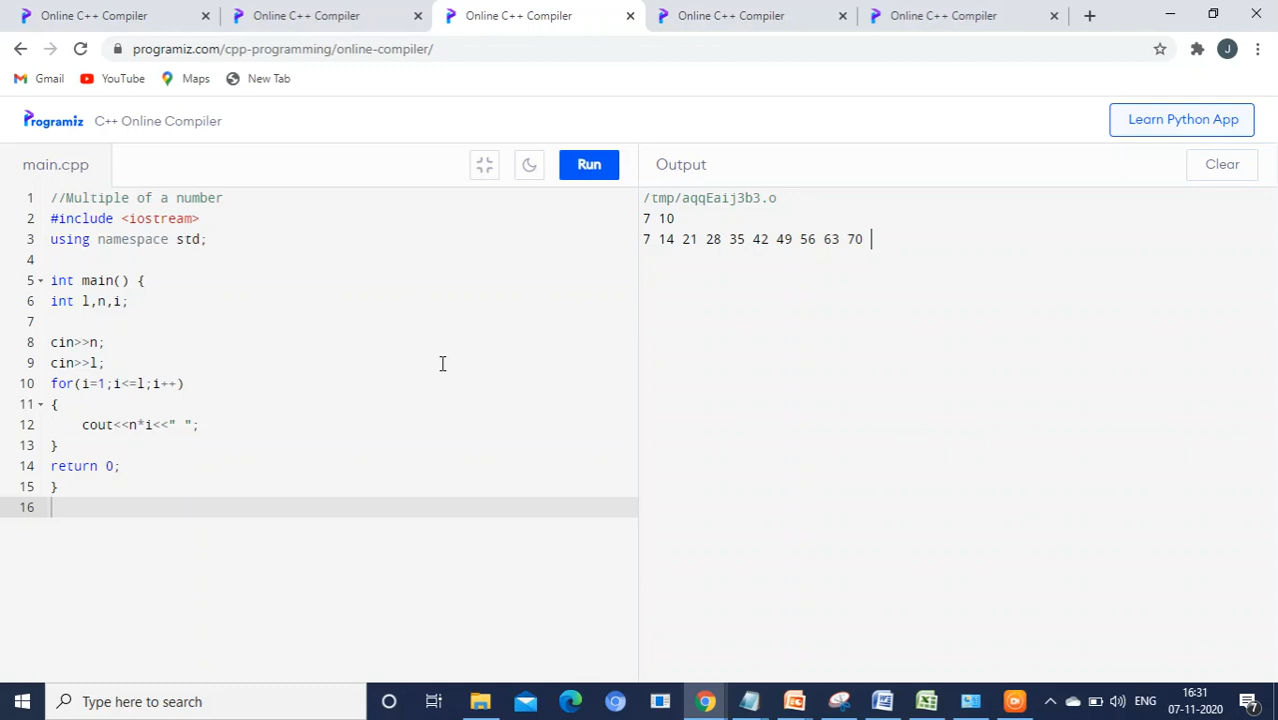 Online C++ Compiler
Online C++ Compiler
Online C++ Compiler
Online C++ Compiler
Online C++ Compiler
programiz.com/cpp-programming/online-compiler/
J
Gmail
YouTube
Maps
New Tab
Programiz
C++ Online Compiler
Learn Python App
main.cpp
Run
Output
Clear
1 //Multiple of a number
2 #include <iostream>
3 using namespace std;
4
5 int main() {
6 int l,n,i;
7
8 cin>>n;
9 cin>>l;
10 for(i=1;i<=l;i++)
11 {
12     cout<<n*i<<" ";
13 }
14 return 0;
15 }
16
/tmp/aqqEaij3b3.o
7 10
7 14 21 28 35 42 49 56 63 70
Type here to search
ENG
16:31
07-11-2020
7